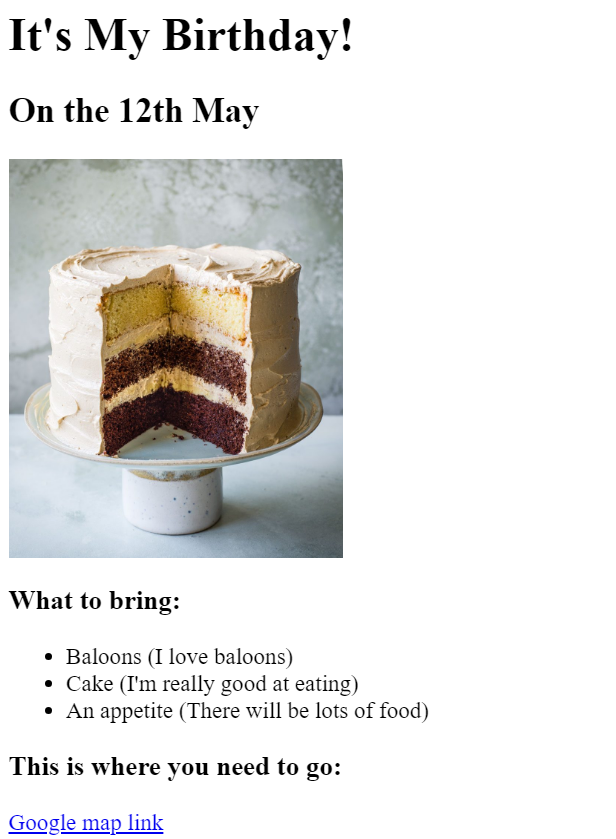 It's My Birthday!
On the 12th May
What to bring:
Baloons (I love baloons)
Cake (I'm really good at eating)
An appetite (There will be lots of food)
This is where you need to go:
Google map link